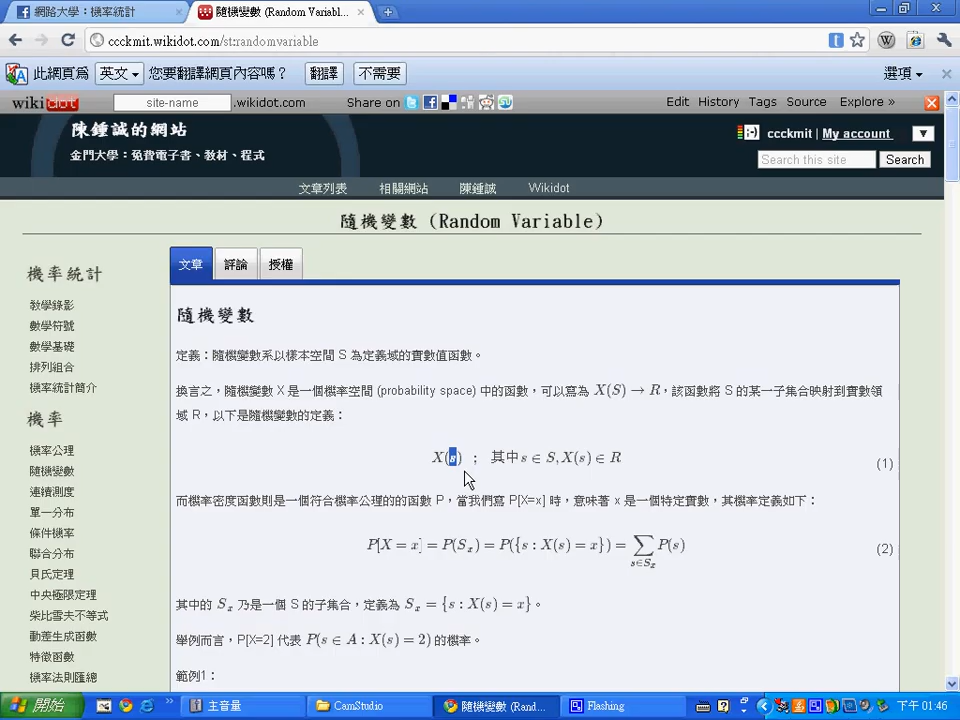 網路大學：機率統計
隨機變數 (Random Variabl...
ccckmit.wikidot.com/st:randomvariable
此網頁為 英文 您要翻譯網頁內容嗎？ 翻譯 不需要 選項
wikidot site-name .wikidot.com Share on Edit History Tags Source Explore »
陳鍾誠的網站
金門大學：免費電子書、教材、程式
ccckmit | My account
Search this site Search
文章列表 相關網站 陳鍾誠 Wikidot
隨機變數 (Random Variable)
機率統計
教學錄影
數學符號
數學基礎
排列組合
機率統計簡介
機率
機率公理
隨機變數
連續測度
單一分布
條件機率
聯合分布
貝氏定理
中央極限定理
柴比雪夫不等式
動差生成函數
特徵函數
機率法則匯總
文章 評論 授權
隨機變數
定義：隨機變數系以樣本空間 S 為定義域的實數值函數。
換言之，隨機變數 X 是一個機率空間 (probability space) 中的函數，可以寫為 X(S) → R，該函數將 S 的某一子集合映射到實數領
域 R，以下是隨機變數的定義：
X(s) ; 其中 s ∈ S, X(s) ∈ R (1)
而機率密度函數則是一個符合機率公理的的函數 P，當我們寫 P[X=x] 時，意味著 x 是一個特定實數，其機率定義如下：
P[X = x] = P(Sₓ) = P({s : X(s) = x}) = ∑_{s∈Sₓ} P(s) (2)
其中的 Sₓ 乃是一個 S 的子集合，定義為 Sₓ = {s : X(s) = x}。
舉例而言，P[X=2] 代表 P(s ∈ A : X(s) = 2) 的機率。
範例1：
開始 主音量 CamStudio 隨機變數 (Rand... Flashing 下午 01:46